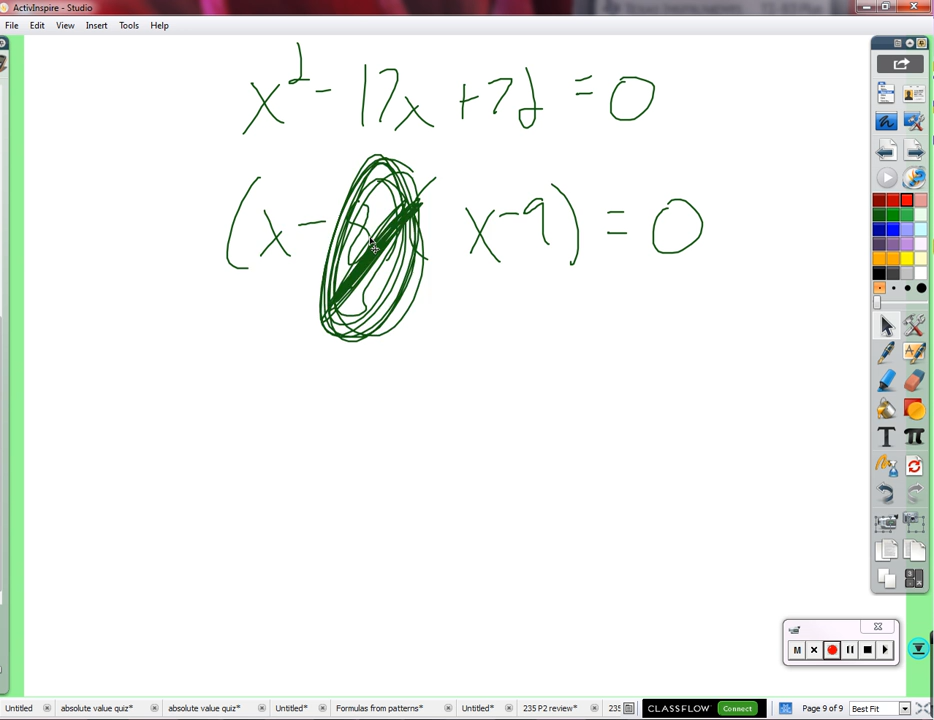 ActivInspire - Studio
File Edit View Insert Tools Help
x² - 17x + 72 = 0
(x - x - 9) = 0
M
Untitled absolute value quiz* absolute value quiz* Untitled* Formulas from patterns* Untitled* 235 P2 review* 235 CLASSFLOW Connect Page 9 of 9 Best Fit